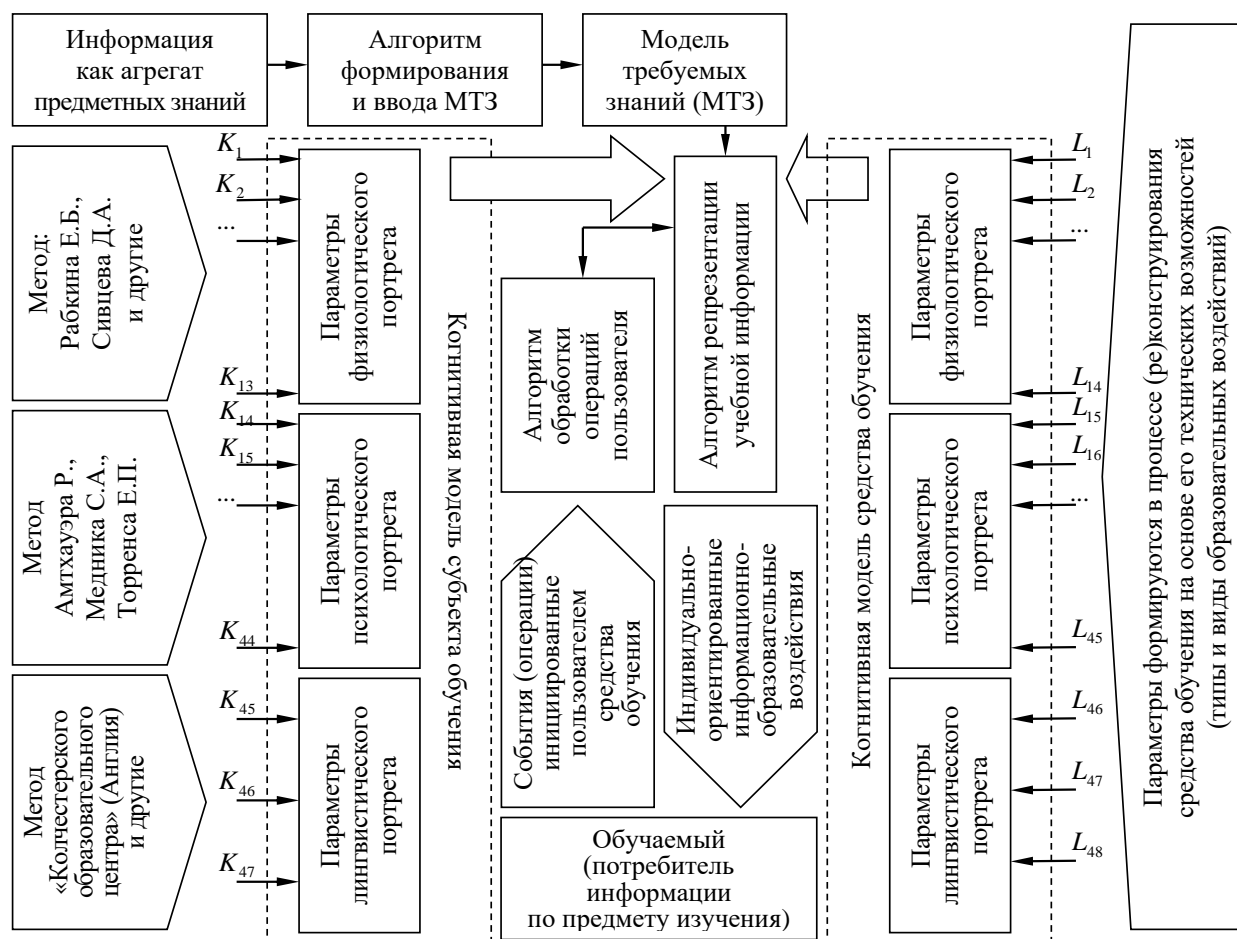 Информация
как агрегат
предметных знаний
Алгоритм
формирования
и ввода МТЗ
Модель
требуемых
знаний (МТЗ)
Метод:
Рабкина Е.Б.,
Сивцева Д.А.
и другие
Метод
Амтхауэра Р.,
Медника С.А.,
Торренса Е.П.
Метод
«Колчестерского
образовательного
центра» (Англия)
и другие
K1
K2
...
K13
K14
K15
...
K44
K45
K46
K47
Параметры
физиологического
портрета
Параметры
психологического
портрета
Параметры
лингвистического
портрета
Когнитивная модель субъекта обучения
Алгоритм
обработки
операций
пользователя
Алгоритм репрезентации
учебной информации
События (операции)
инициированные
пользователем
средства
обучения
Индивидуально-
ориентированные
информационно-
образовательные
воздействия
Обучаемый
(потребитель
информации
по предмету изучения)
Когнитивная модель средства обучения
Параметры
физиологического
портрета
Параметры
психологического
портрета
Параметры
лингвистического
портрета
L1
L2
...
L14
L15
L16
...
L45
L46
L47
L48
Параметры формируются в процессе (ре)конструирования
средства обучения на основе его технических возможностей
(типы и виды образовательных воздействий)